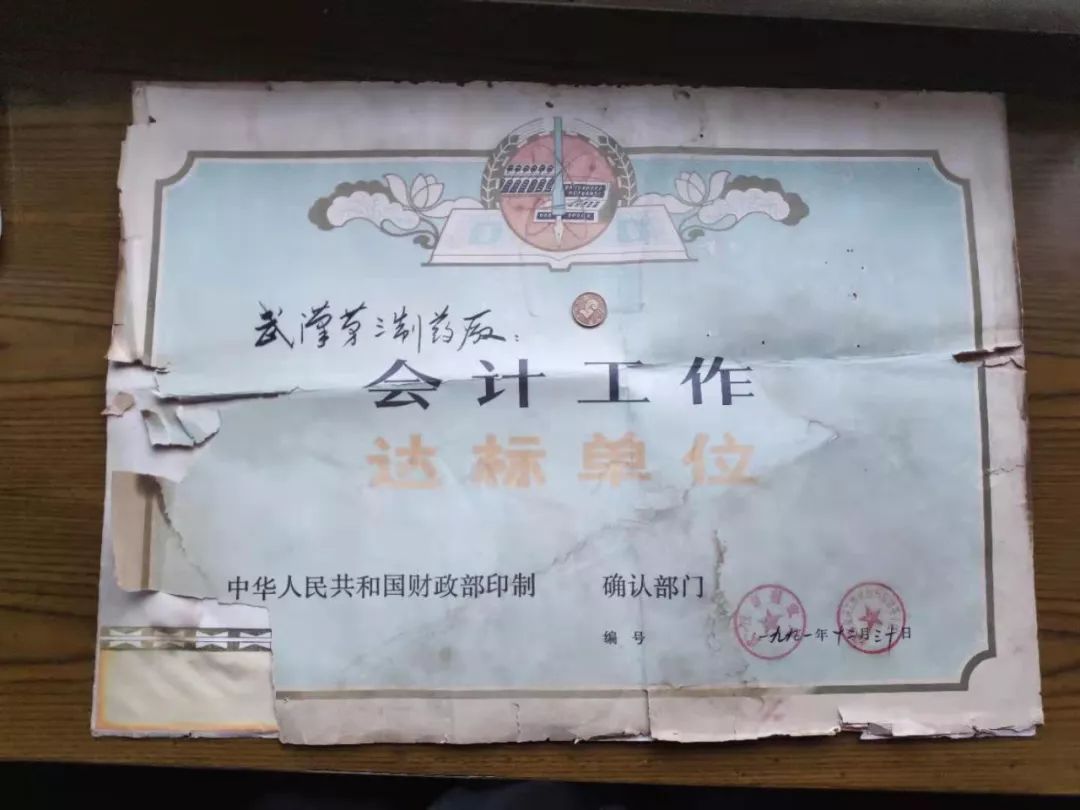 武汉第三制药厂：
会计工作
达标单位
中华人民共和国财政部印制
确认部门
编号
一九九一年十二月三十日